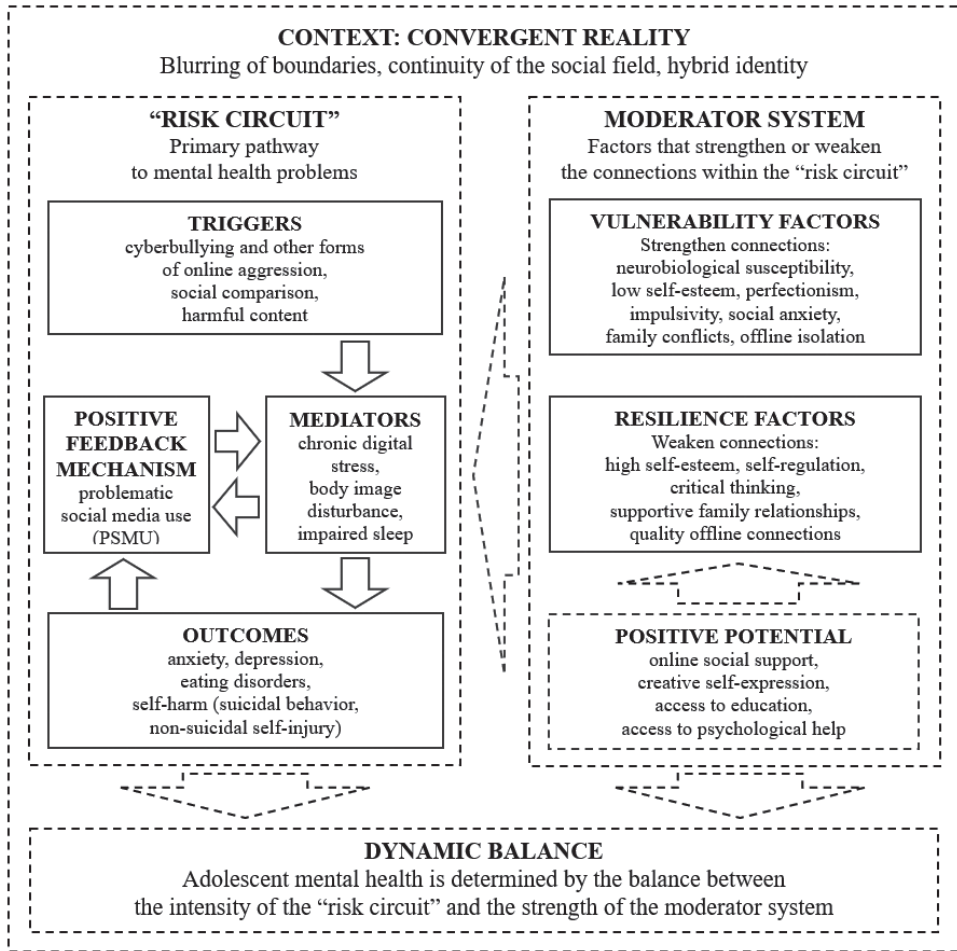 CONTEXT: CONVERGENT REALITY
Blurring of boundaries, continuity of the social field, hybrid identity
“RISK CIRCUIT”
Primary pathway
to mental health problems
TRIGGERS
cyberbullying and other forms
of online aggression,
social comparison,
harmful content
POSITIVE
FEEDBACK
MECHANISM
problematic
social media use
(PSMU)
MEDIATORS
chronic digital
stress,
body image
disturbance,
impaired sleep
OUTCOMES
anxiety, depression,
eating disorders,
self-harm (suicidal behavior,
non-suicidal self-injury)
MODERATOR SYSTEM
Factors that strengthen or weaken
the connections within the “risk circuit”
VULNERABILITY FACTORS
Strengthen connections:
neurobiological susceptibility,
low self-esteem, perfectionism,
impulsivity, social anxiety,
family conflicts, offline isolation
RESILIENCE FACTORS
Weaken connections:
high self-esteem, self-regulation,
critical thinking,
supportive family relationships,
quality offline connections
POSITIVE POTENTIAL
online social support,
creative self-expression,
access to education,
access to psychological help
DYNAMIC BALANCE
Adolescent mental health is determined by the balance between
the intensity of the “risk circuit” and the strength of the moderator system